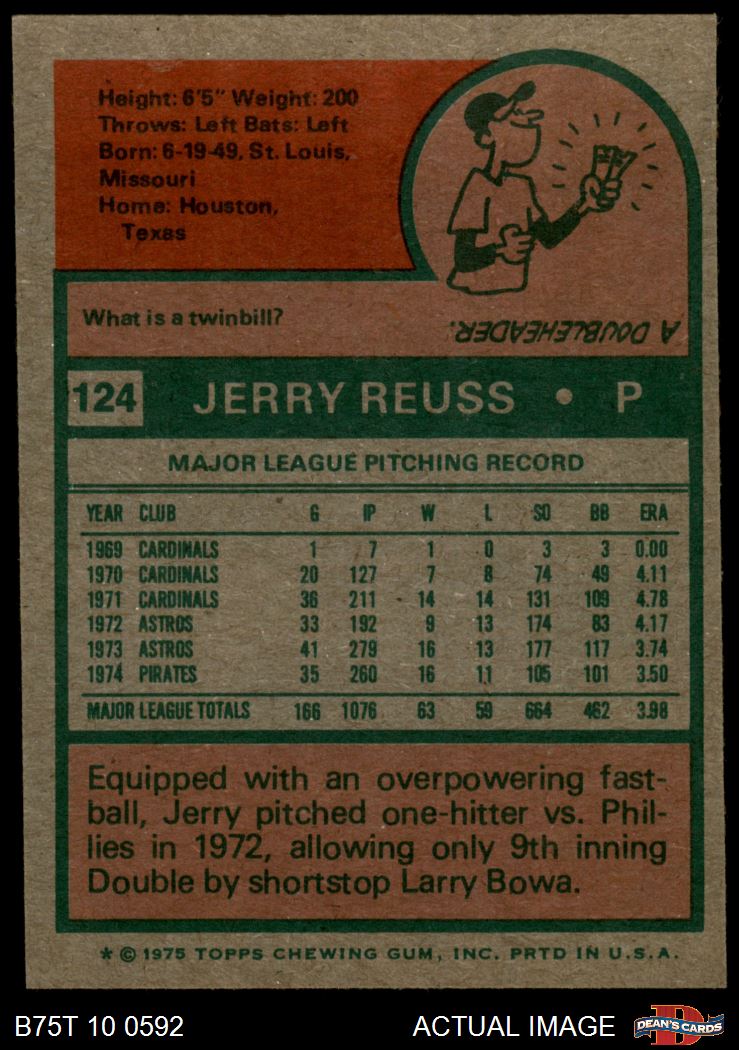 Height: 6'5" Weight: 200
Throws: Left Bats: Left
Born: 6-19-49, St. Louis,
Missouri
Home: Houston,
Texas
What is a twinbill?
A DOUBLEHEADER.
124 JERRY REUSS • P
MAJOR LEAGUE PITCHING RECORD
YEAR CLUB G IP W L SO BB ERA
1969 CARDINALS 1 7 1 0 3 3 0.00
1970 CARDINALS 20 127 7 8 74 49 4.11
1971 CARDINALS 36 211 14 14 131 109 4.78
1972 ASTROS 33 192 9 13 174 83 4.17
1973 ASTROS 41 279 16 13 177 117 3.74
1974 PIRATES 35 260 16 11 105 101 3.50
MAJOR LEAGUE TOTALS 166 1076 63 59 664 462 3.98
Equipped with an overpowering fast-
ball, Jerry pitched one-hitter vs. Phil-
lies in 1972, allowing only 9th inning
Double by shortstop Larry Bowa.
* © 1975 TOPPS CHEWING GUM, INC. PRTD IN U.S.A.
B75T 10 0592 ACTUAL IMAGE DEAN'S CARDS